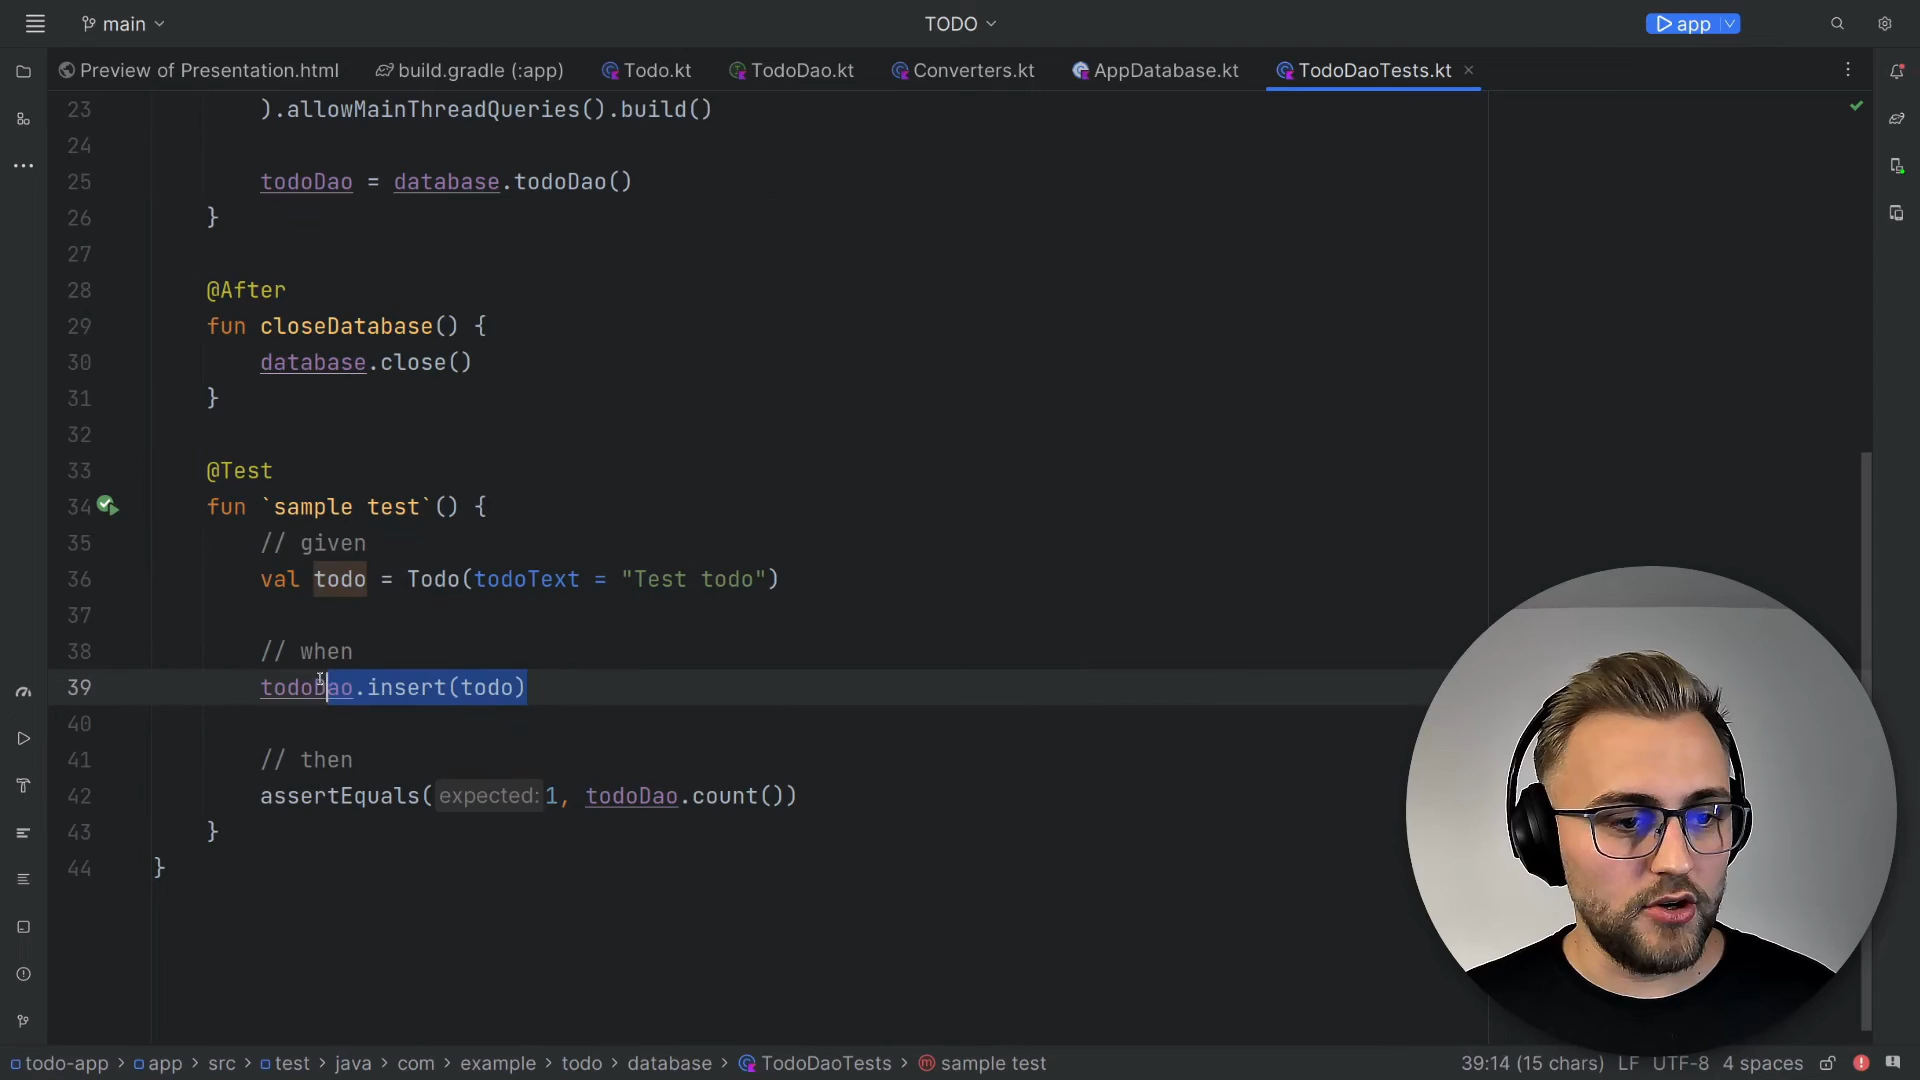 main
TODO
app
Preview of Presentation.html
build.gradle (:app)
Todo.kt
TodoDao.kt
Converters.kt
AppDatabase.kt
TodoDaoTests.kt
23 ).allowMainThreadQueries().build()
24
25 todoDao = database.todoDao()
26 }
27
28 @After
29 fun closeDatabase() {
30 database.close()
31 }
32
33 @Test
34 fun `sample test`() {
35 // given
36 val todo = Todo(todoText = "Test todo")
37
38 // when
39 todoDao.insert(todo)
40
41 // then
42 assertEquals( expected: 1, todoDao.count())
43 }
44 }
todo-app > app > src > test > java > com > example > todo > database > TodoDaoTests > sample test
39:14 (15 chars) LF UTF-8 4 spaces